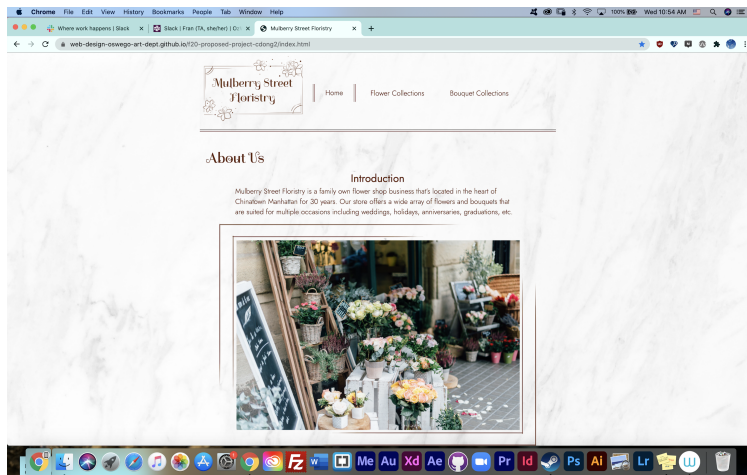 Chrome File Edit View History Bookmarks People Tab Window Help 100% Wed 10:54 AM
Where work happens | Slack Slack | Fran (TA, she/her) | Mulberry Street Floristry
web-design-oswego-art-dept.github.io/f20-proposed-project-cdong2/index.html
Mulberry Street
Floristry
Home Flower Collections Bouquet Collections
About Us
Introduction
Mulberry Street Floristry is a family own flower shop business that's located in the heart of
Chinatown Manhattan for 30 years. Our store offers a wide array of flowers and bouquets that
are suited for multiple occasions including weddings, holidays, anniversaries, graduations, etc.
Fz W Me Au Xd Ae Pr Id Ps Ai Lr W